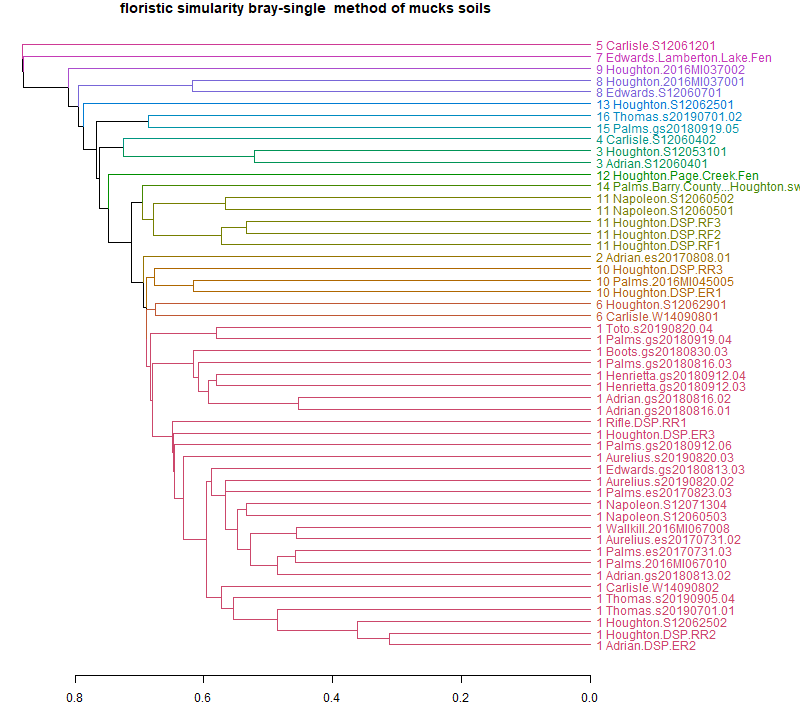 floristic simularity bray-single  method of mucks soils
5 Carlisle.S12061201
7 Edwards.Lamberton.Lake.Fen
9 Houghton.2016MI037002
8 Houghton.2016MI037001
8 Edwards.S12060701
13 Houghton.S12062501
16 Thomas.s20190701.02
15 Palms.gs20180919.05
4 Carlisle.S12060402
3 Houghton.S12053101
3 Adrian.S12060401
12 Houghton.Page.Creek.Fen
14 Palms.Barry.County...Houghton.sw
11 Napoleon.S12060502
11 Napoleon.S12060501
11 Houghton.DSP.RF3
11 Houghton.DSP.RF2
11 Houghton.DSP.RF1
2 Adrian.es20170808.01
10 Houghton.DSP.RR3
10 Palms.2016MI045005
10 Houghton.DSP.ER1
6 Houghton.S12062901
6 Carlisle.W14090801
1 Toto.s20190820.04
1 Palms.gs20180919.04
1 Boots.gs20180830.03
1 Palms.gs20180816.03
1 Henrietta.gs20180912.04
1 Henrietta.gs20180912.03
1 Adrian.gs20180816.02
1 Adrian.gs20180816.01
1 Rifle.DSP.RR1
1 Houghton.DSP.ER3
1 Palms.gs20180912.06
1 Aurelius.s20190820.03
1 Edwards.gs20180813.03
1 Aurelius.s20190820.02
1 Palms.es20170823.03
1 Napoleon.S12071304
1 Napoleon.S12060503
1 Wallkill.2016MI067008
1 Aurelius.es20170731.02
1 Palms.es20170731.03
1 Palms.2016MI067010
1 Adrian.gs20180813.02
1 Carlisle.W14090802
1 Thomas.s20190905.04
1 Thomas.s20190701.01
1 Houghton.S12062502
1 Houghton.DSP.RR2
1 Adrian.DSP.ER2
0.8 0.6 0.4 0.2 0.0